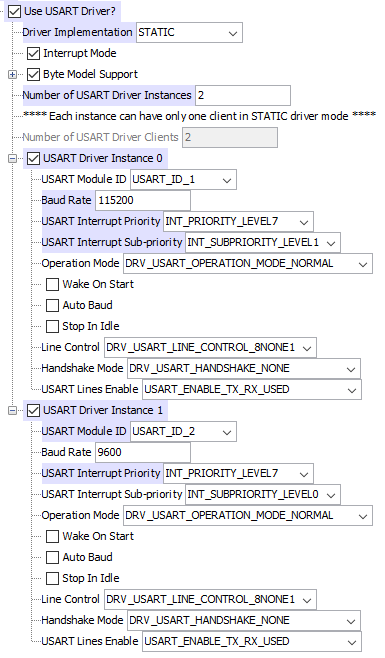 Use USART Driver?
Driver Implementation STATIC
Interrupt Mode
Byte Model Support
Number of USART Driver Instances 2
**** Each instance can have only one client in STATIC driver mode ****
Number of USART Driver Clients 2
USART Driver Instance 0
USART Module ID USART_ID_1
Baud Rate 115200
USART Interrupt Priority INT_PRIORITY_LEVEL7
USART Interrupt Sub-priority INT_SUBPRIORITY_LEVEL1
Operation Mode DRV_USART_OPERATION_MODE_NORMAL
Wake On Start
Auto Baud
Stop In Idle
Line Control DRV_USART_LINE_CONTROL_8NONE1
Handshake Mode DRV_USART_HANDSHAKE_NONE
USART Lines Enable USART_ENABLE_TX_RX_USED
USART Driver Instance 1
USART Module ID USART_ID_2
Baud Rate 9600
USART Interrupt Priority INT_PRIORITY_LEVEL7
USART Interrupt Sub-priority INT_SUBPRIORITY_LEVEL0
Operation Mode DRV_USART_OPERATION_MODE_NORMAL
Wake On Start
Auto Baud
Stop In Idle
Line Control DRV_USART_LINE_CONTROL_8NONE1
Handshake Mode DRV_USART_HANDSHAKE_NONE
USART Lines Enable USART_ENABLE_TX_RX_USED